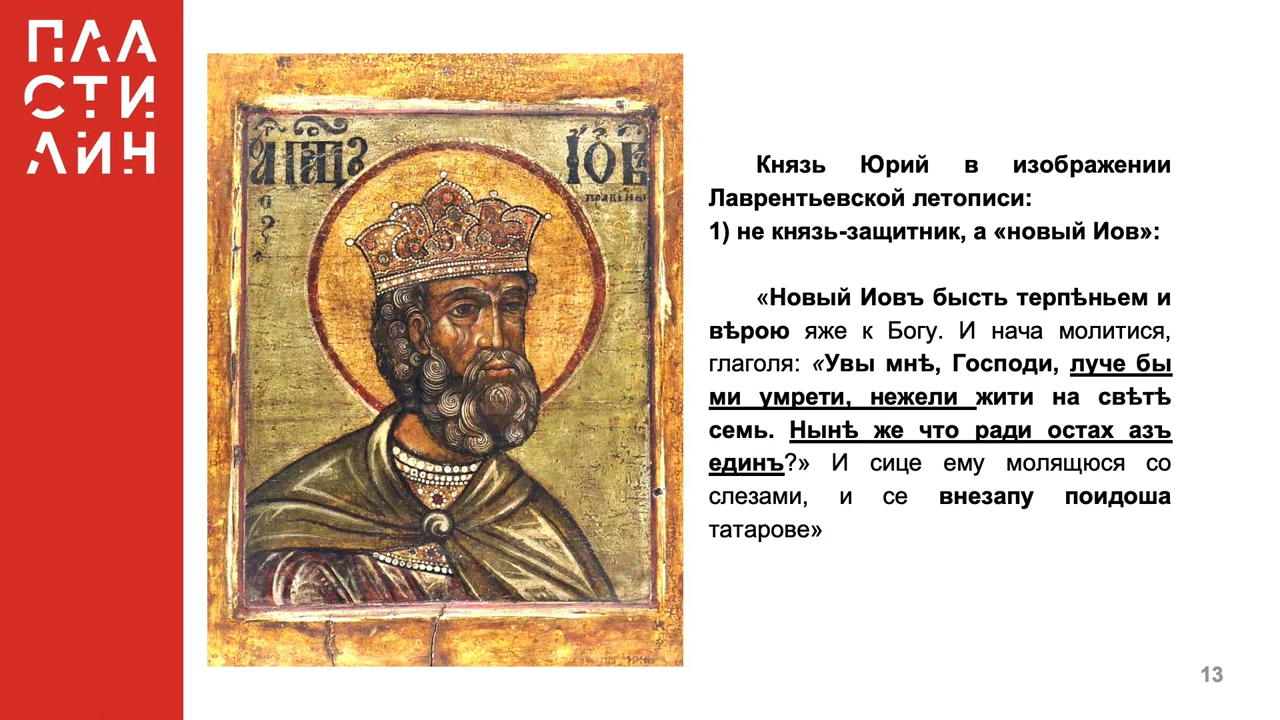 ПЛА
СТИ
ЛИН
Князь Юрий в изображении
Лаврентьевской летописи:
1) не князь-защитник, а «новый Иов»:
«Новый Иовъ бысть терпѣньем и
вѣрою яже к Богу. И нача молитися,
глаголя: «Увы мнѣ, Господи, луче бы
ми умрети, нежели жити на свѣтѣ
семь. Нынѣ же что ради остах азъ
единъ?» И сице ему молящюся со
слезами, и се внезапу поидоша
татарове»
13